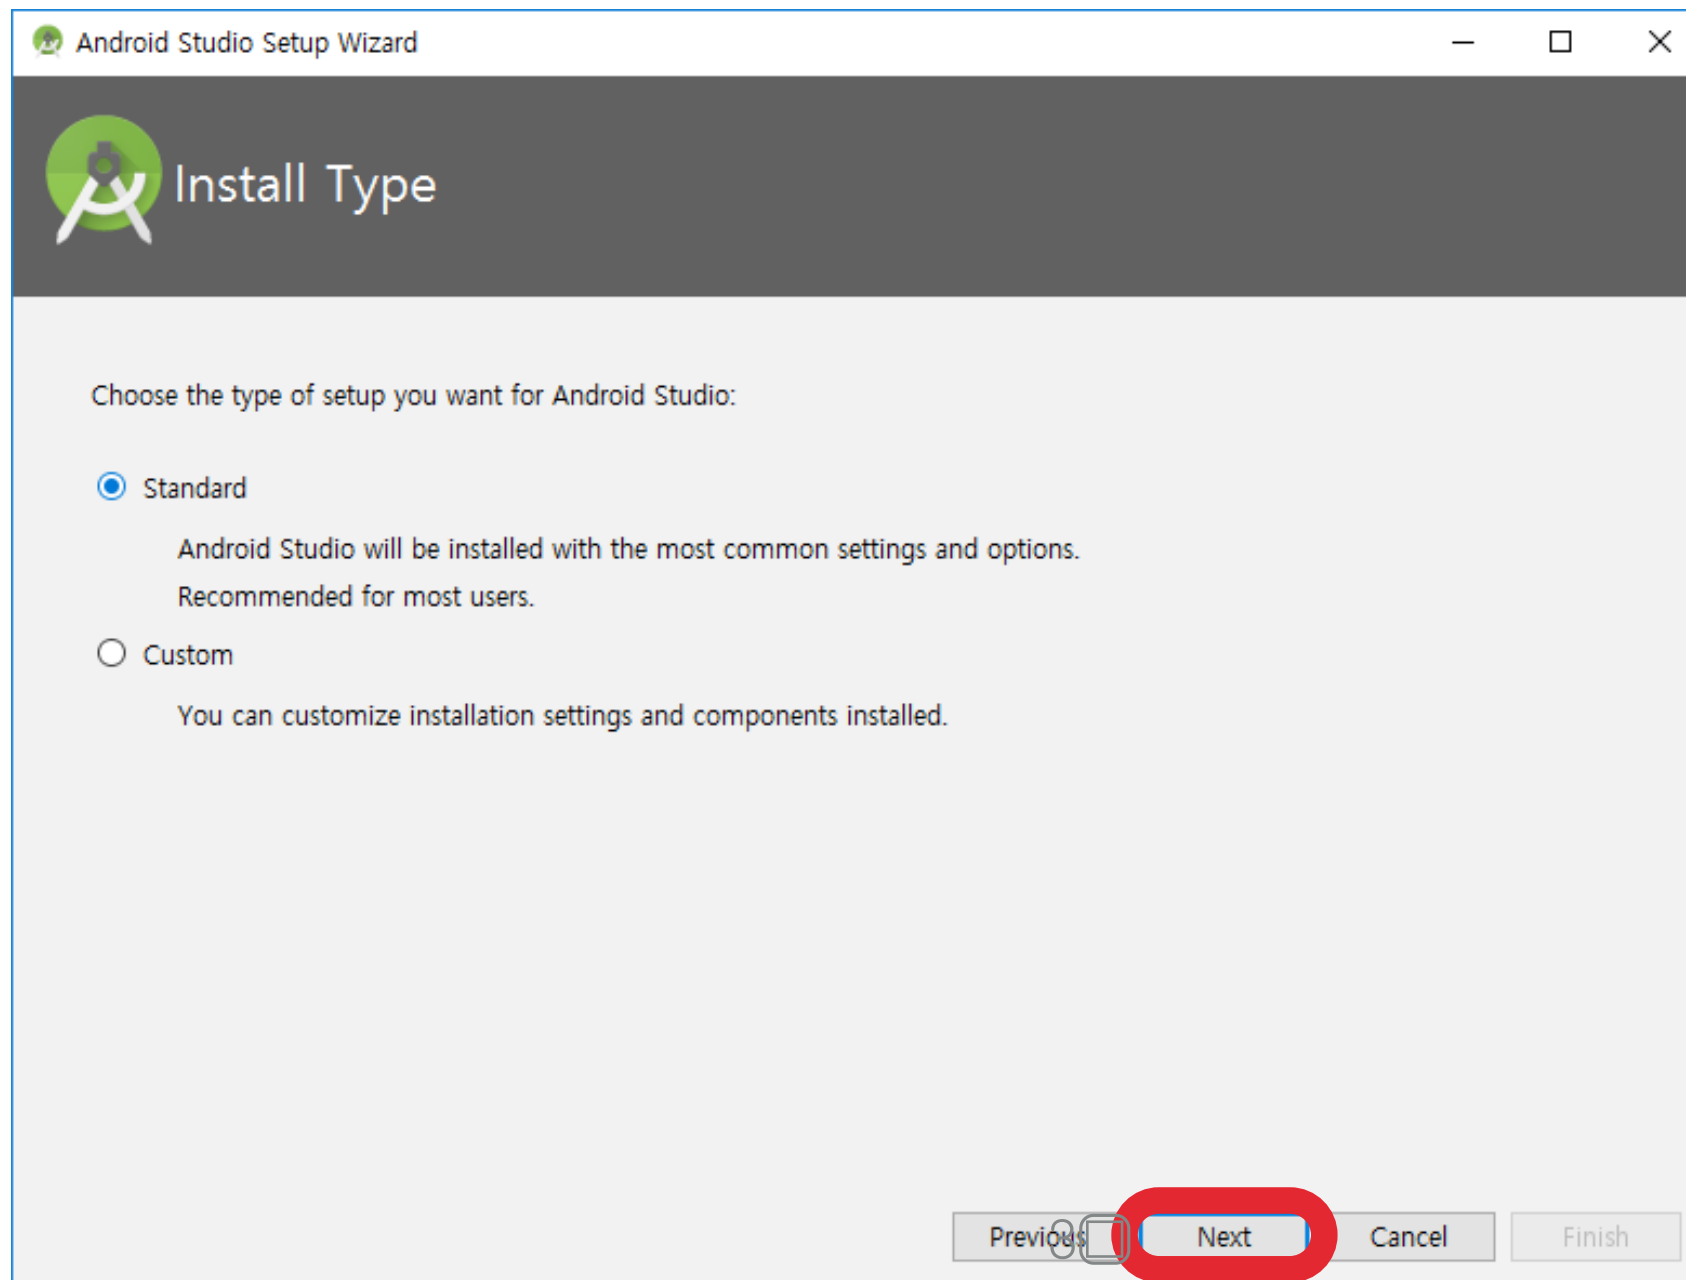 Android Studio Setup Wizard
Install Type
Choose the type of setup you want for Android Studio:
Standard
Android Studio will be installed with the most common settings and options.
Recommended for most users.
Custom
You can customize installation settings and components installed.
Previous Next Cancel Finish